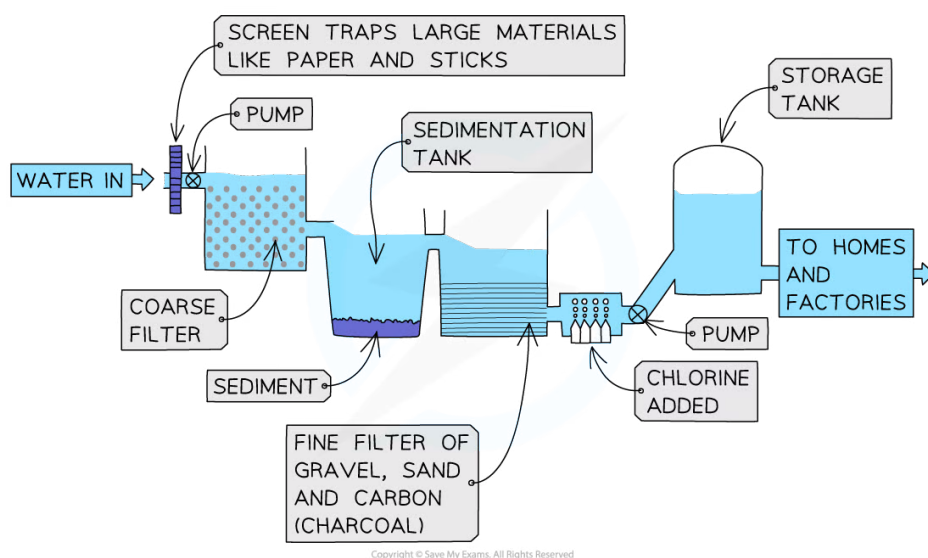 SCREEN TRAPS LARGE MATERIALS
LIKE PAPER AND STICKS
PUMP
STORAGE
TANK
SEDIMENTATION
TANK
WATER IN
TO HOMES
AND
FACTORIES
COARSE
FILTER
PUMP
SEDIMENT
CHLORINE
ADDED
FINE FILTER OF
GRAVEL, SAND
AND CARBON
(CHARCOAL)
Copyright © Save My Exams. All Rights Reserved